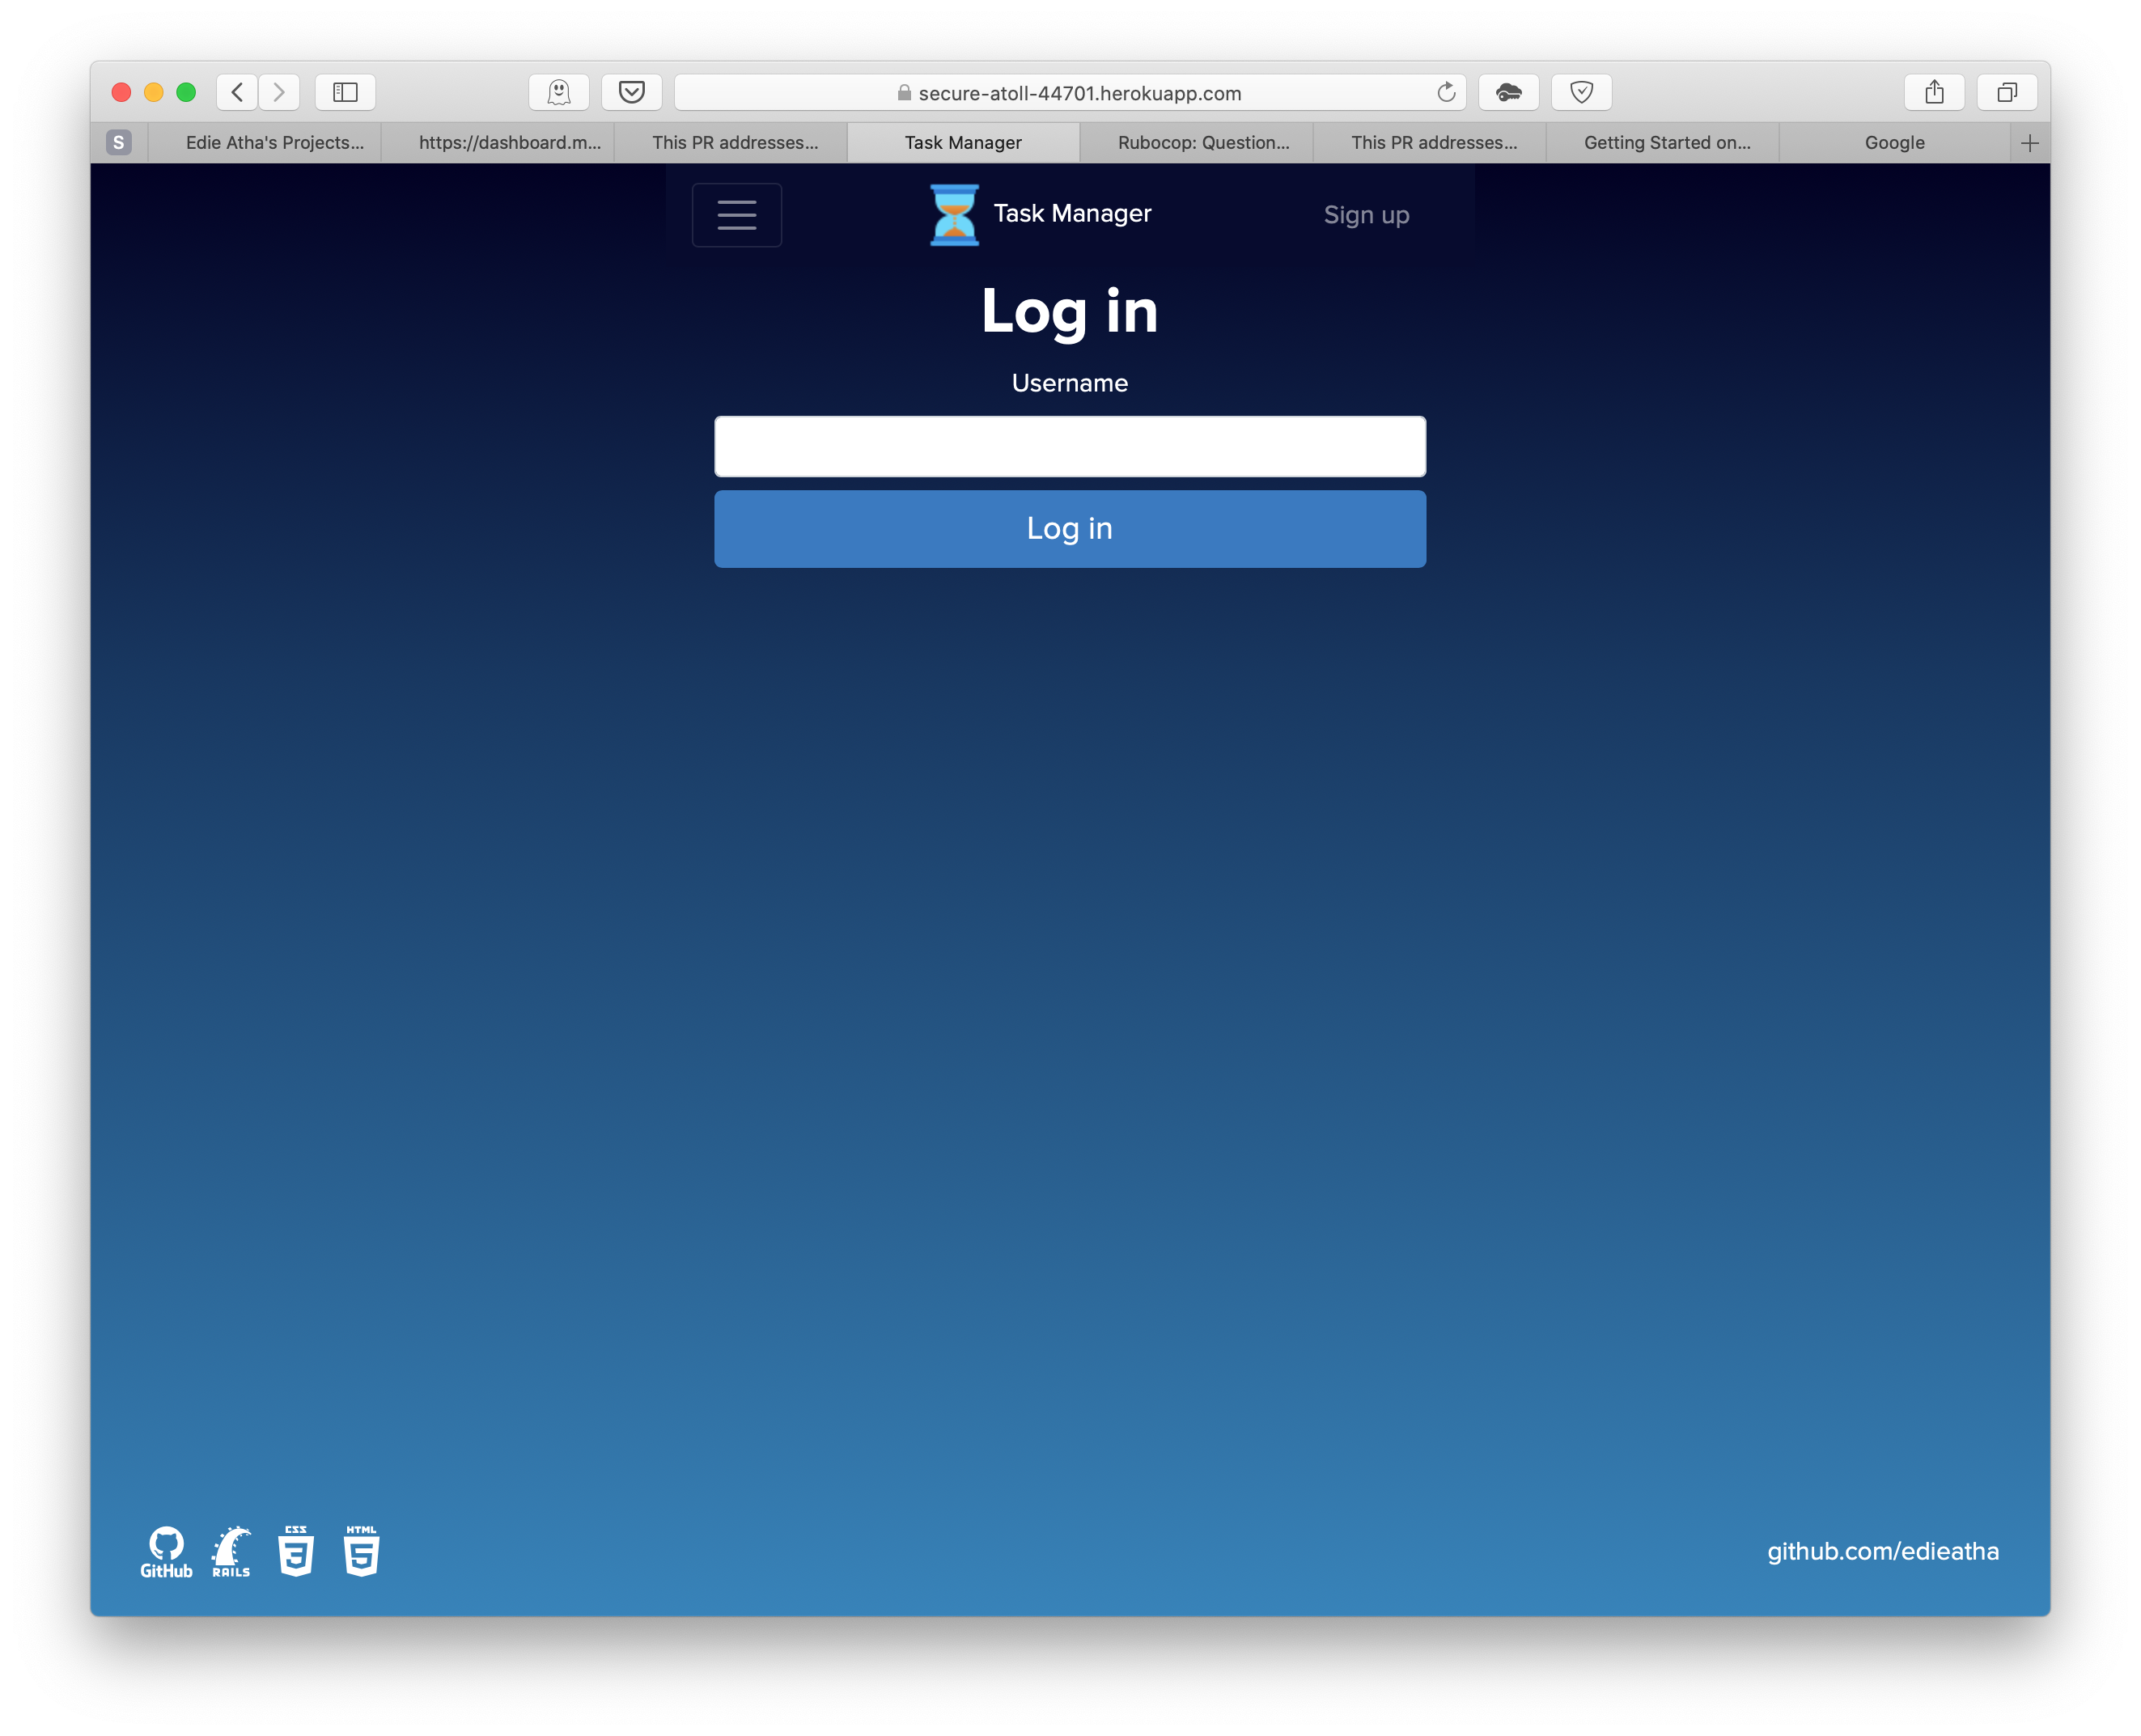 secure-atoll-44701.herokuapp.com
S
Edie Atha's Projects...
https://dashboard.m...
This PR addresses...
Task Manager
Rubocop: Question...
This PR addresses...
Getting Started on...
Google
Task Manager
Sign up
Log in
Username
Log in
GitHub
RAILS
CSS
3
HTML
5
github.com/edieatha